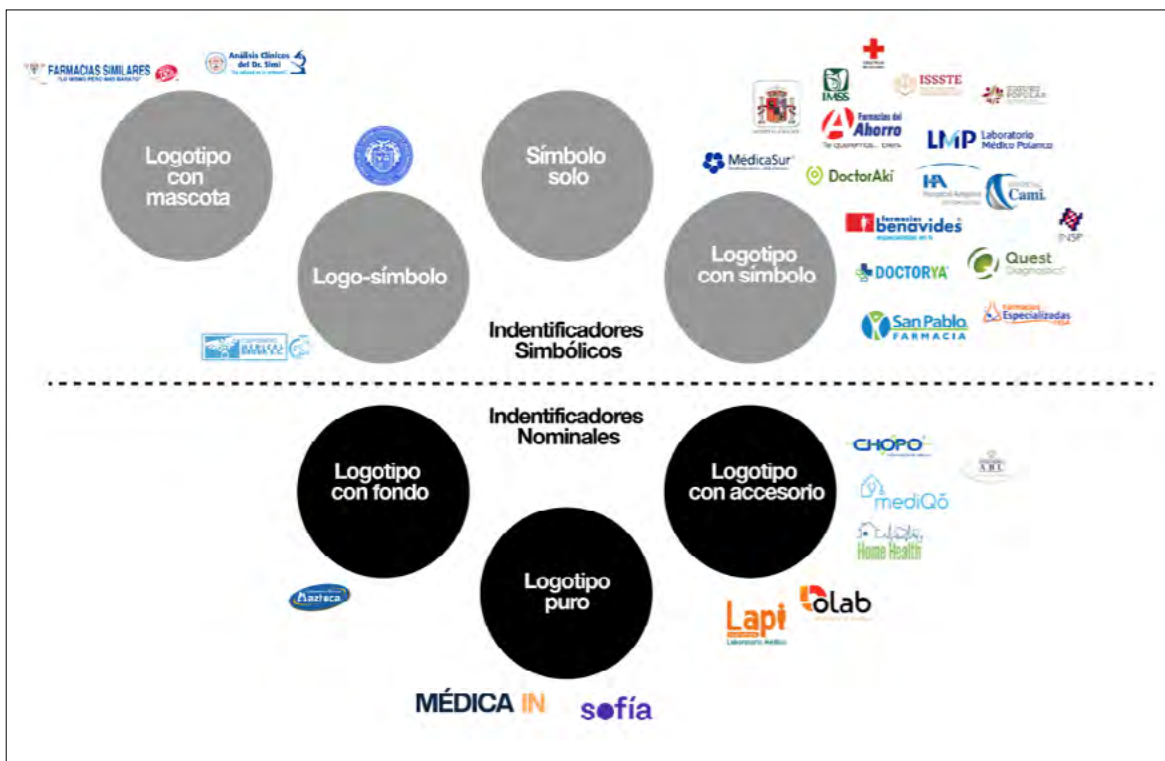 FARMACIAS SIMILARES
"LO MISMO PERO MÁS BARATO"
Análisis Clínicos
del Dr. Simi
Logotipo
con
mascota
Logo-símbolo
Símbolo
solo
Logotipo
con símbolo
IMSS
ISSSTE
POPULAR
Farmacias del
Ahorro
LMP Laboratorio
Médico Polanco
MédicaSur
DoctorAkí
HA
Cami.
farmacias
benavides
INSP
DOCTORYA
Quest
Diagnostics
San Pablo
FARMACIA
Farmacias
Especializadas
Indentificadores
Simbólicos
Indentificadores
Nominales
Logotipo
con fondo
Logotipo
puro
Logotipo
con accesorio
CHOPO
ABC
mediQō
Home Health
azteca
Lapi
Laboratorio Médico
olab
MÉDICA IN
sofía